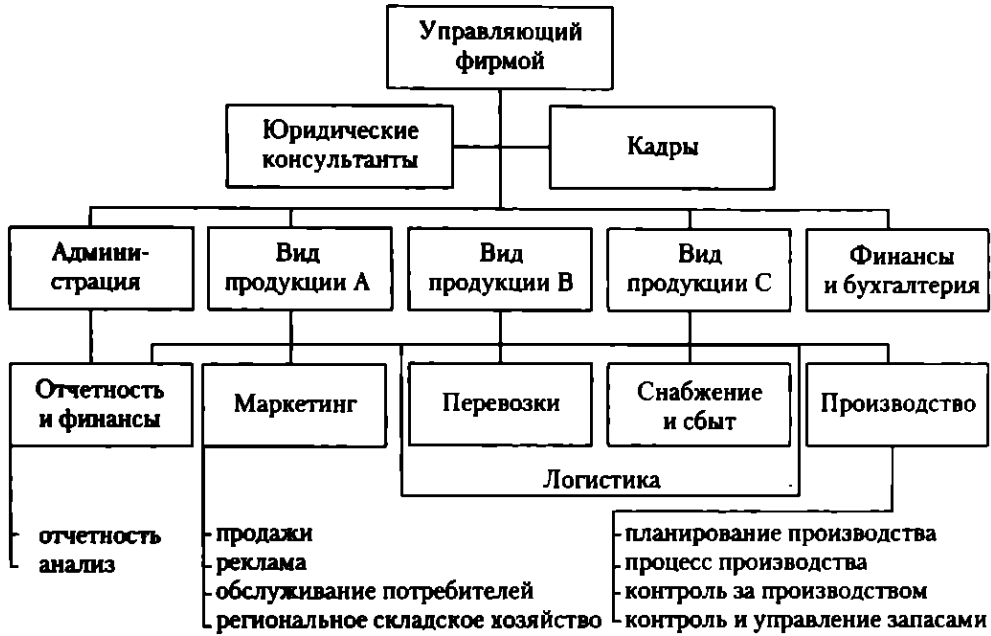 Управляющий
фирмой
Юридические
консультанты
Кадры
Админи-
страция
Вид
продукции А
Вид
продукции В
Вид
продукции С
Финансы
и бухгалтерия
Отчетность
и финансы
Маркетинг
Перевозки
Снабжение
и сбыт
Производство
Логистика
отчетность
анализ
продажи
реклама
обслуживание потребителей
региональное складское хозяйство
планирование производства
процесс производства
контроль за производством
контроль и управление запасами